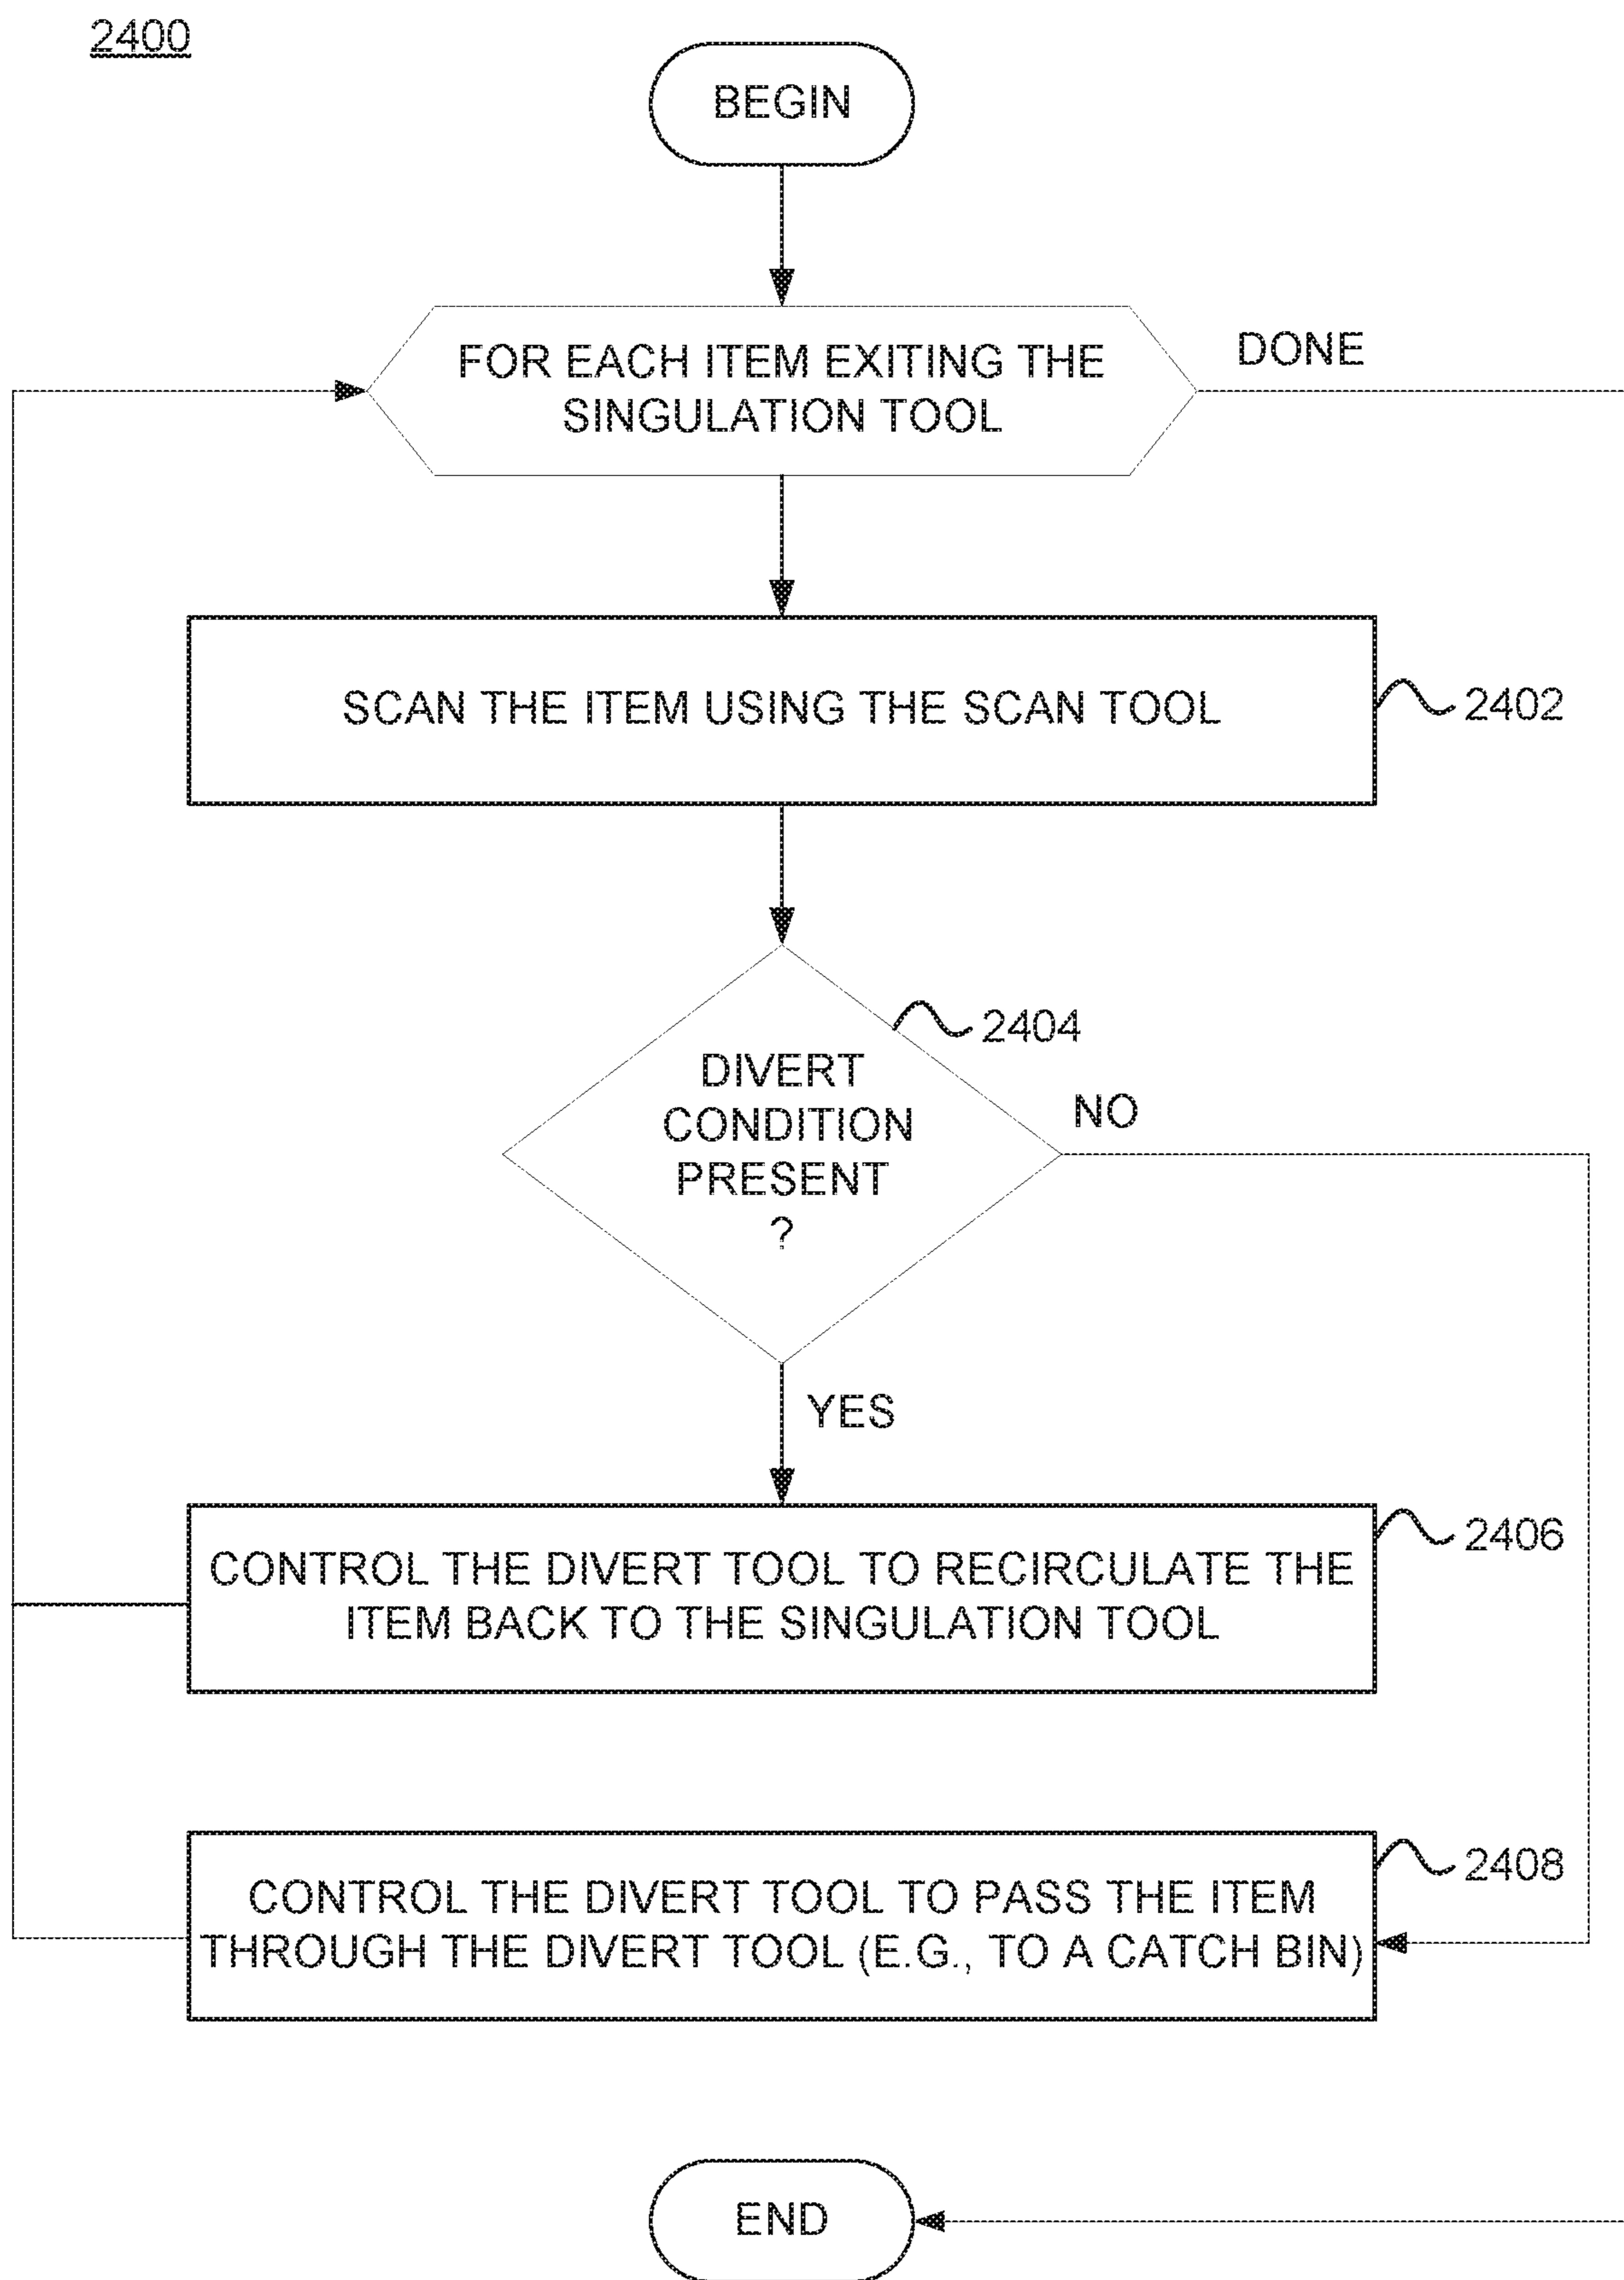 2400
BEGIN
FOR EACH ITEM EXITING THE
SINGULATION TOOL
DONE
SCAN THE ITEM USING THE SCAN TOOL
2402
2404
DIVERT
CONDITION
PRESENT
?
NO
YES
CONTROL THE DIVERT TOOL TO RECIRCULATE THE
ITEM BACK TO THE SINGULATION TOOL
2406
CONTROL THE DIVERT TOOL TO PASS THE ITEM
THROUGH THE DIVERT TOOL (E.G., TO A CATCH BIN)
2408
END